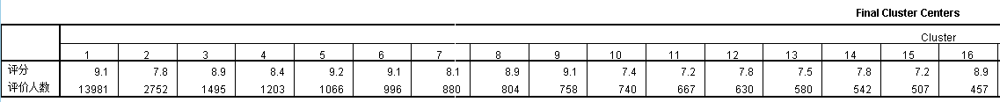 Final Cluster Centers
Cluster
1 2 3 4 5 6 7 8 9 10 11 12 13 14 15 16
评分 9.1 7.8 8.9 8.4 9.2 9.1 8.1 8.9 9.1 7.4 7.2 7.8 7.5 7.8 7.2 8.9
评价人数 13981 2752 1495 1203 1066 996 880 804 758 740 667 630 580 542 507 457